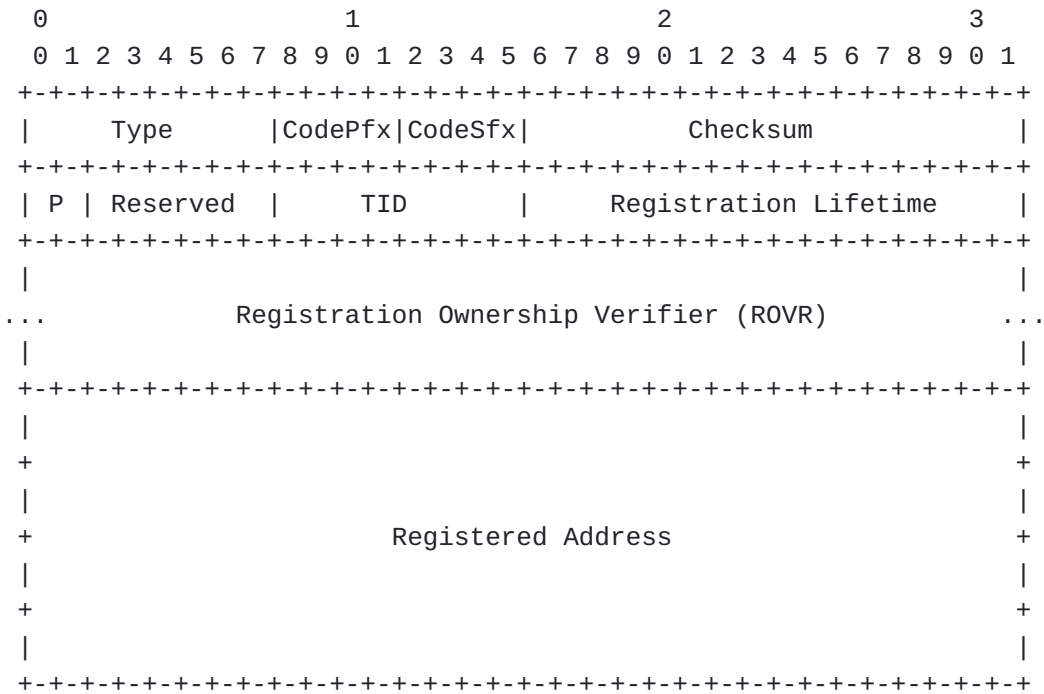 0                   1                   2                   3
 0 1 2 3 4 5 6 7 8 9 0 1 2 3 4 5 6 7 8 9 0 1 2 3 4 5 6 7 8 9 0 1
+-+-+-+-+-+-+-+-+-+-+-+-+-+-+-+-+-+-+-+-+-+-+-+-+-+-+-+-+-+-+-+-+
|     Type      |CodePfx|CodeSfx|          Checksum             |
+-+-+-+-+-+-+-+-+-+-+-+-+-+-+-+-+-+-+-+-+-+-+-+-+-+-+-+-+-+-+-+-+
| P | Reserved  |     TID       |     Registration Lifetime     |
+-+-+-+-+-+-+-+-+-+-+-+-+-+-+-+-+-+-+-+-+-+-+-+-+-+-+-+-+-+-+-+-+
|                                                               |
...            Registration Ownership Verifier (ROVR)           ...
|                                                               |
+-+-+-+-+-+-+-+-+-+-+-+-+-+-+-+-+-+-+-+-+-+-+-+-+-+-+-+-+-+-+-+-+
|                                                               |
+                                                               +
|                                                               |
+                       Registered Address                      +
|                                                               |
+                                                               +
|                                                               |
+-+-+-+-+-+-+-+-+-+-+-+-+-+-+-+-+-+-+-+-+-+-+-+-+-+-+-+-+-+-+-+-+